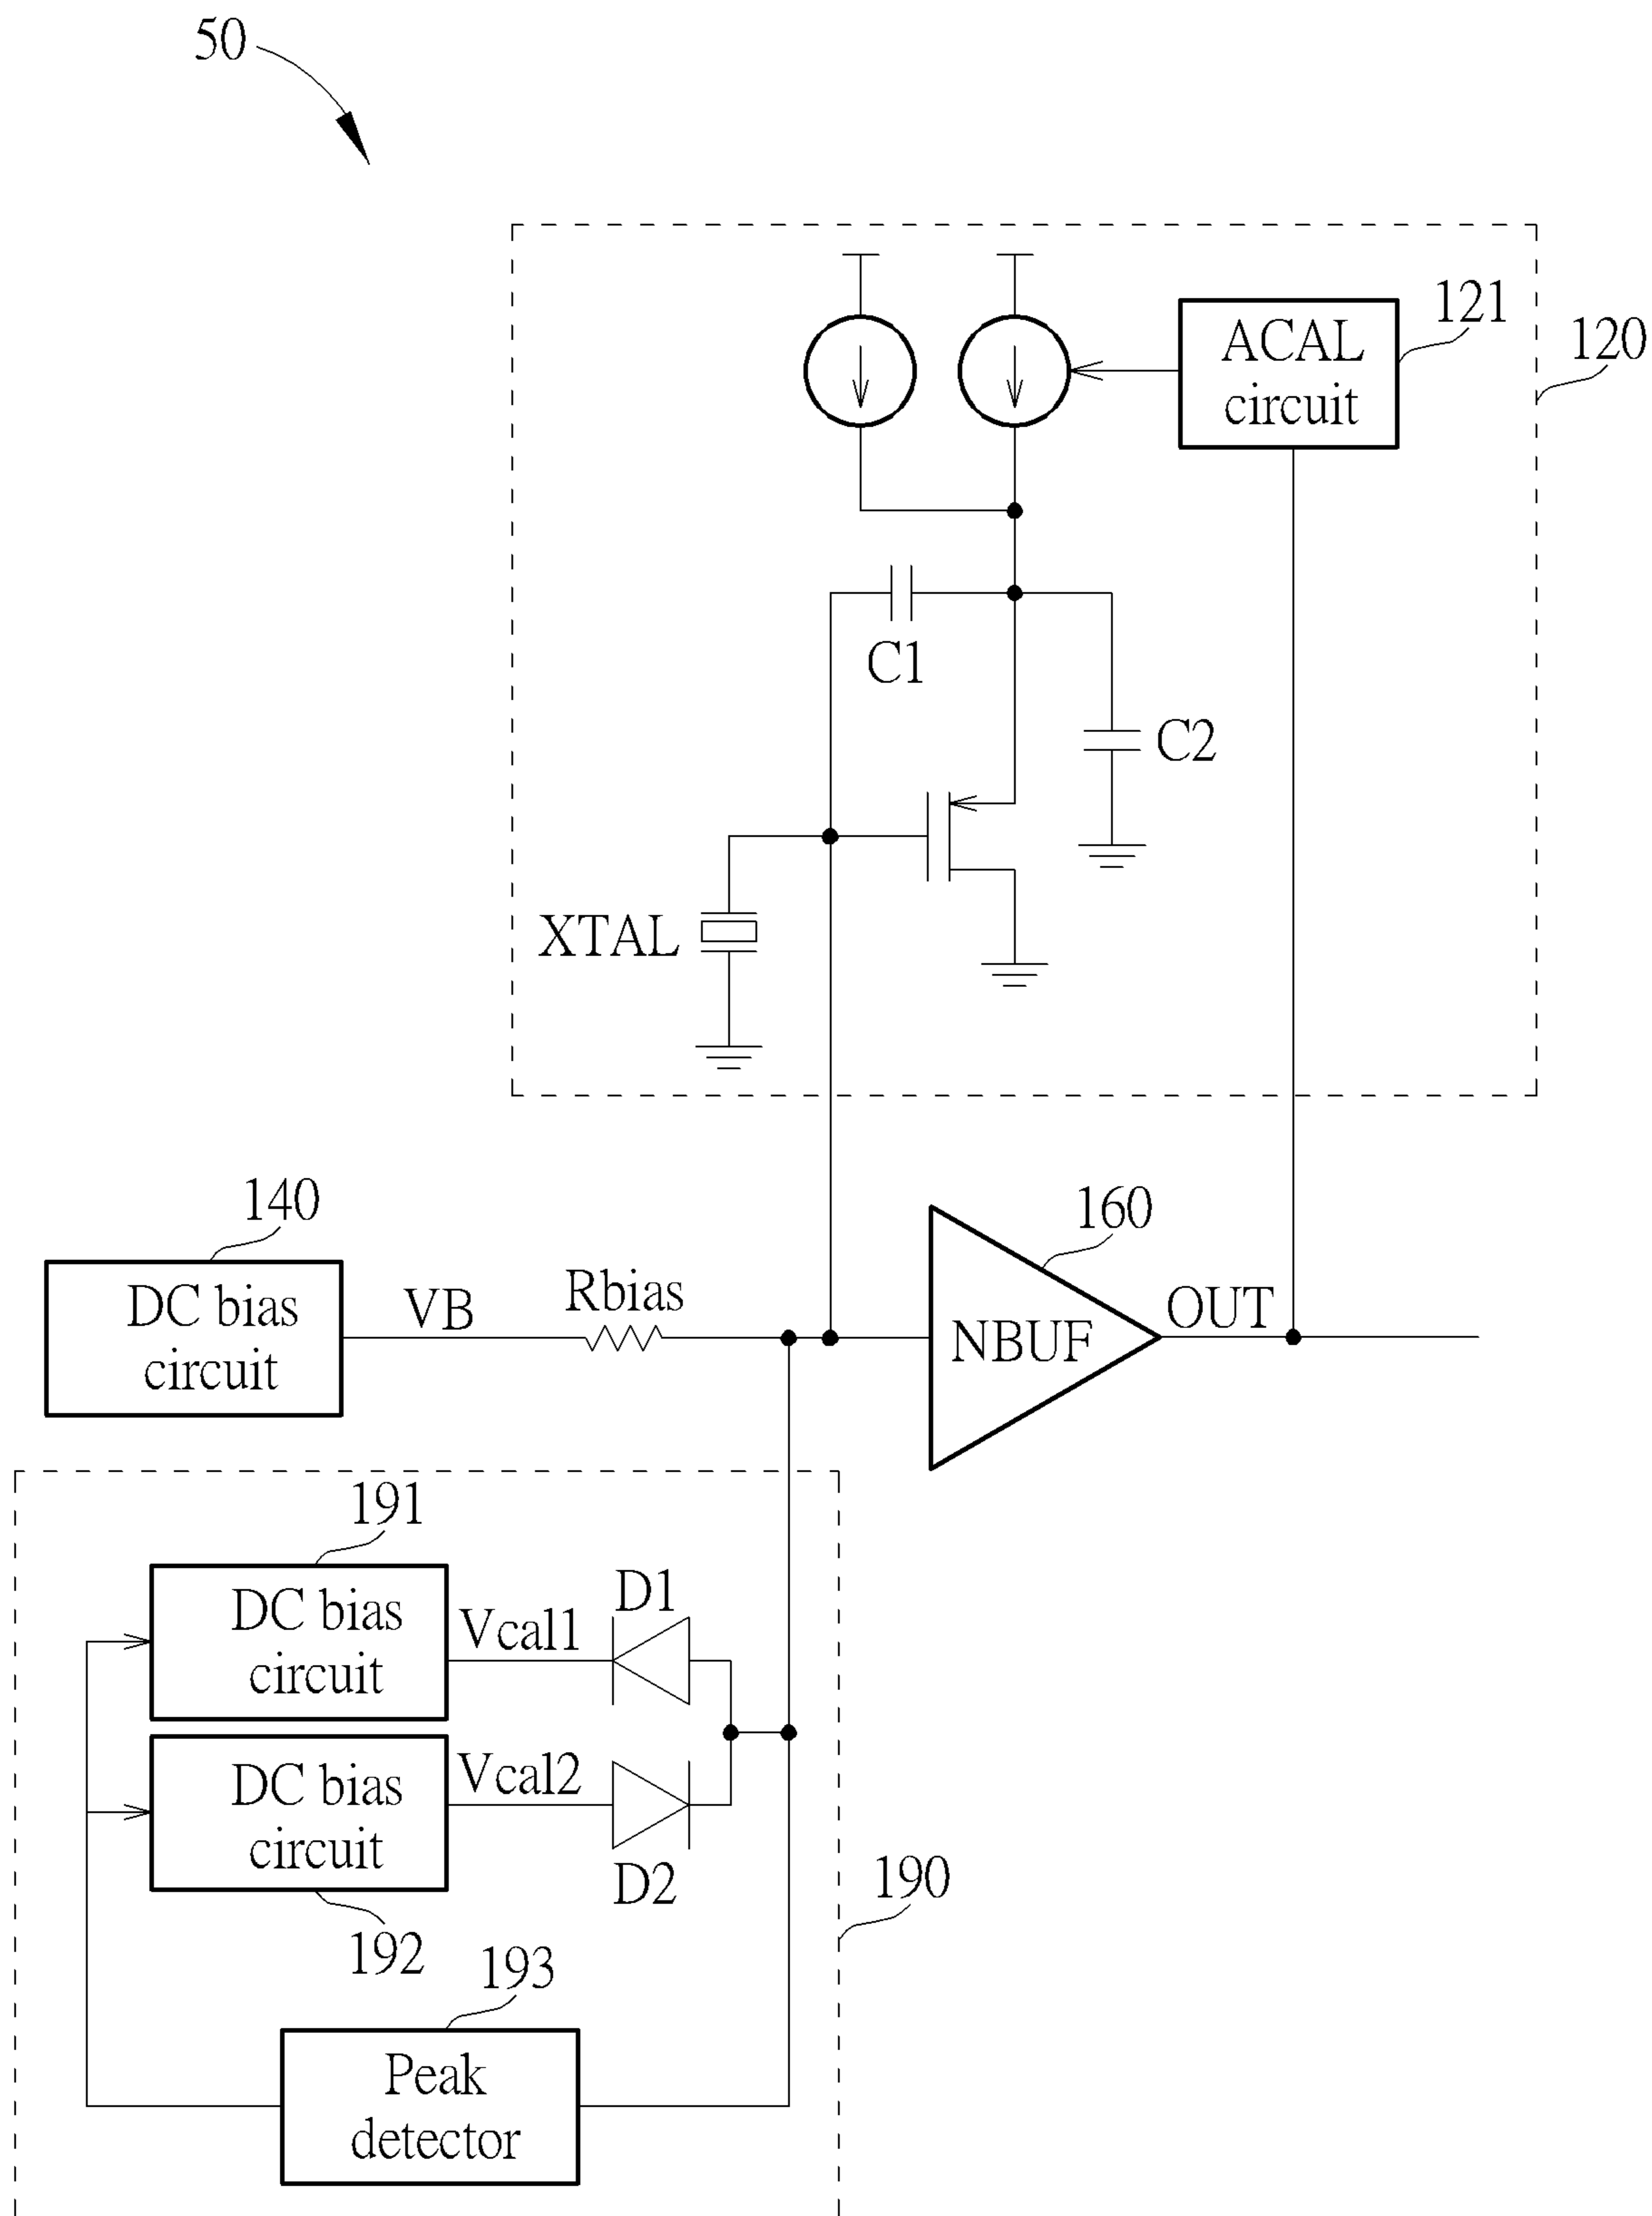 50
ACAL
circuit
121
120
C1
C2
XTAL
140
DC bias
circuit
VB
Rbias
160
NBUF
OUT
191
DC bias
circuit
Vcal1
D1
DC bias
circuit
Vcal2
D2
192
190
193
Peak
detector